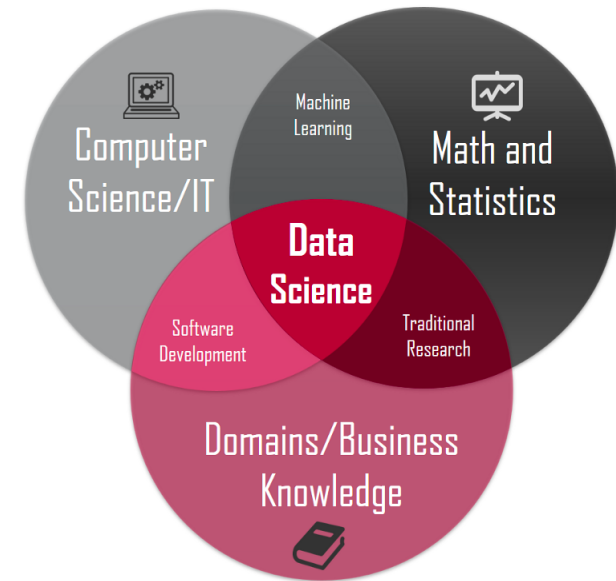 Machine
Learning
Computer
Science/IT
Math and
Statistics
Data
Science
Software
Development
Traditional
Research
Domains/Business
Knowledge